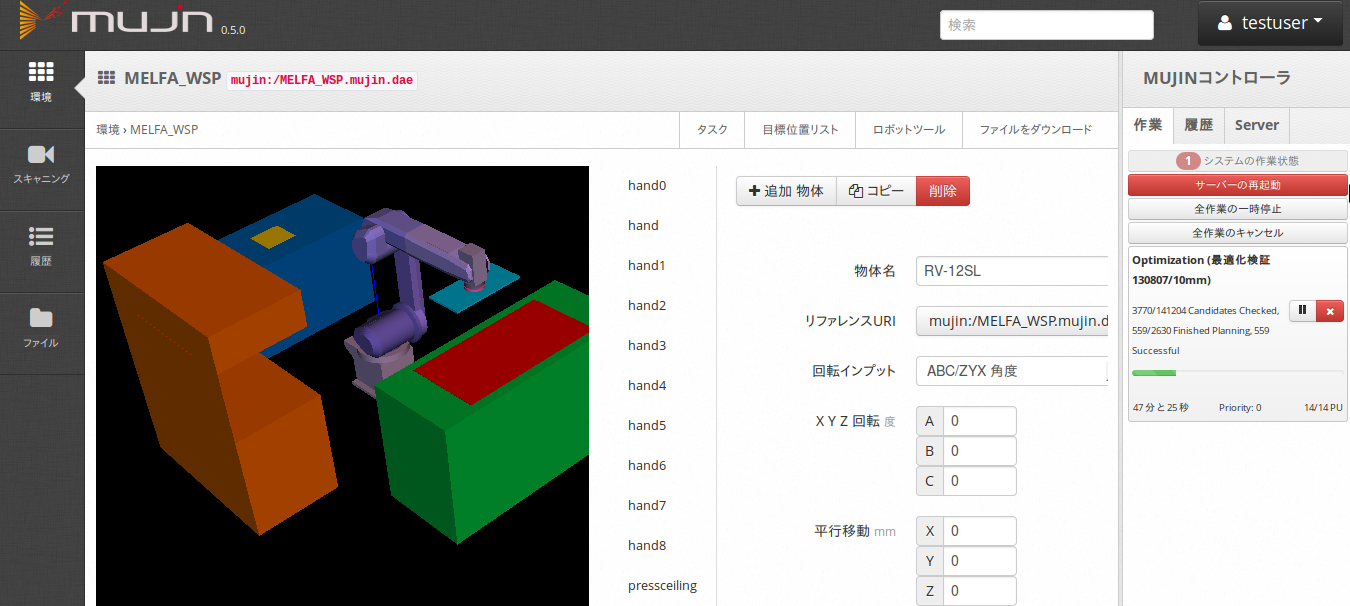 mujin 0.5.0
検索
testuser
環境
スキャニング
履歴
ファイル
MELFA_WSP mujin:/MELFA_WSP.mujin.dae
環境 › MELFA_WSP
タスク
目標位置リスト
ロボットツール
ファイルをダウンロード
hand0
hand
hand1
hand2
hand3
hand4
hand5
hand6
hand7
hand8
pressceiling
追加 物体
コピー
削除
物体名 RV-12SL
リファレンスURI mujin:/MELFA_WSP.mujin.d
回転インプット ABC/ZYX 角度
X Y Z 回転 度
A 0
B 0
C 0
平行移動 mm
X 0
Y 0
Z 0
MUJINコントローラ
作業 履歴 Server
1 システムの作業状態
サーバーの再起動
全作業の一時停止
全作業のキャンセル
Optimization (最適化検証
130807/10mm)
3770/141204 Candidates Checked,
559/2630 Finished Planning, 559
Successful
47 分と25 秒 Priority: 0 14/14 PU